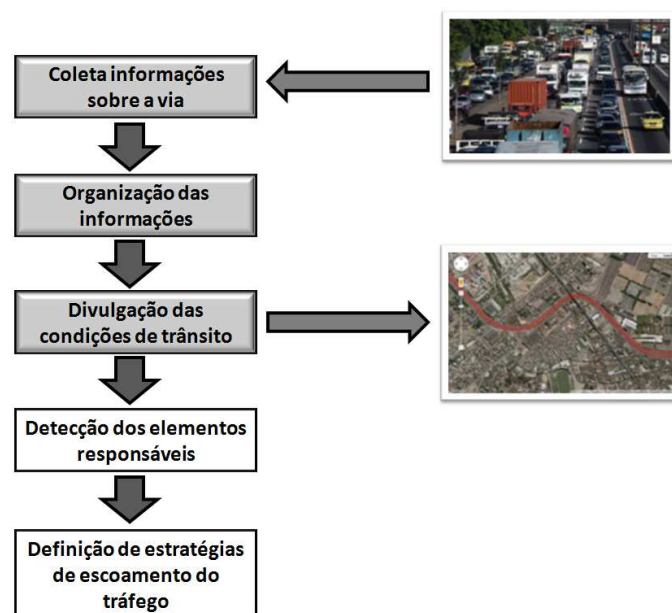 Coleta informações
sobre a via
Organização das
informações
Divulgação das
condições de trânsito
Detecção dos elementos
responsáveis
Definição de estratégias
de escoamento do
tráfego